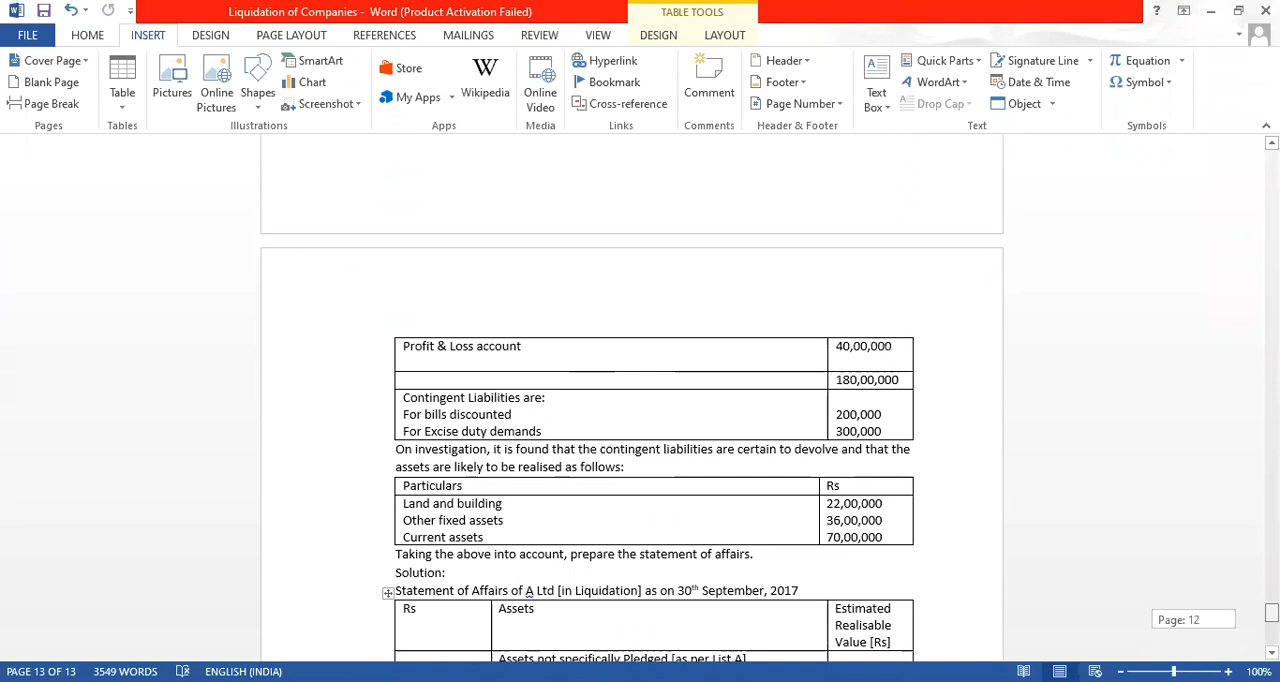 Liquidation of Companies - Word (Product Activation Failed)
TABLE TOOLS
?
FILE HOME INSERT DESIGN PAGE LAYOUT REFERENCES MAILINGS REVIEW VIEW DESIGN LAYOUT
Cover Page
Blank Page
Page Break
Pages
Table
Tables
Pictures
Online Pictures
Shapes
SmartArt
Chart
Screenshot
Illustrations
Store
My Apps
W
Wikipedia
Apps
Online Video
Media
Hyperlink
Bookmark
Cross-reference
Links
Comment
Comments
Header
Footer
Page Number
Header & Footer
A
Text Box
Quick Parts
WordArt
Drop Cap
Signature Line
Date & Time
Object
Text
π Equation
Ω Symbol
Symbols
Profit & Loss account 40,00,000
180,00,000
Contingent Liabilities are:
For bills discounted 200,000
For Excise duty demands 300,000
On investigation, it is found that the contingent liabilities are certain to devolve and that the
assets are likely to be realised as follows:
Particulars Rs
Land and building 22,00,000
Other fixed assets 36,00,000
Current assets 70,00,000
Taking the above into account, prepare the statement of affairs.
Solution:
Statement of Affairs of A Ltd [in Liquidation] as on 30th September, 2017
Rs Assets Estimated
Realisable
Value [Rs]
Assets not specifically Pledged [as per List A]
Page: 12
PAGE 13 OF 13 3549 WORDS ENGLISH (INDIA) 100%